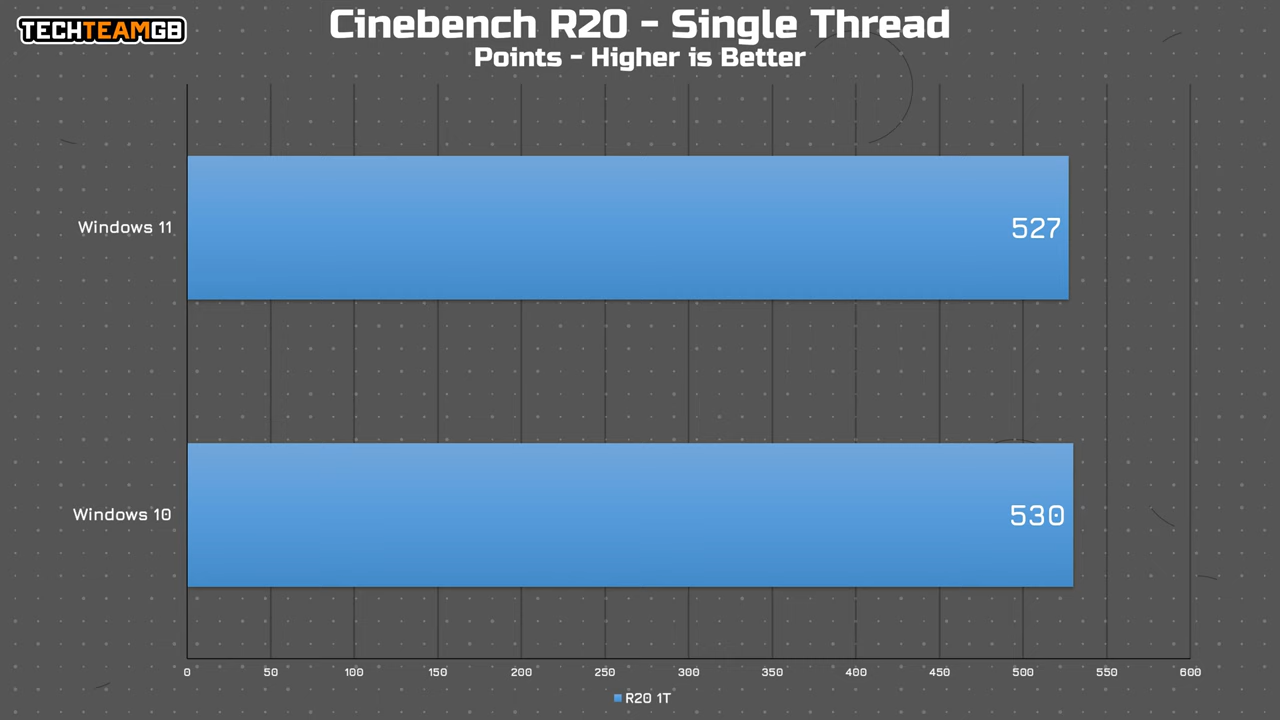 TECHTEAMGB
Cinebench R20 - Single Thread
Points - Higher is Better
Windows 11
527
Windows 10
530
0 50 100 150 200 250 300 350 400 450 500 550 600
R20 1T